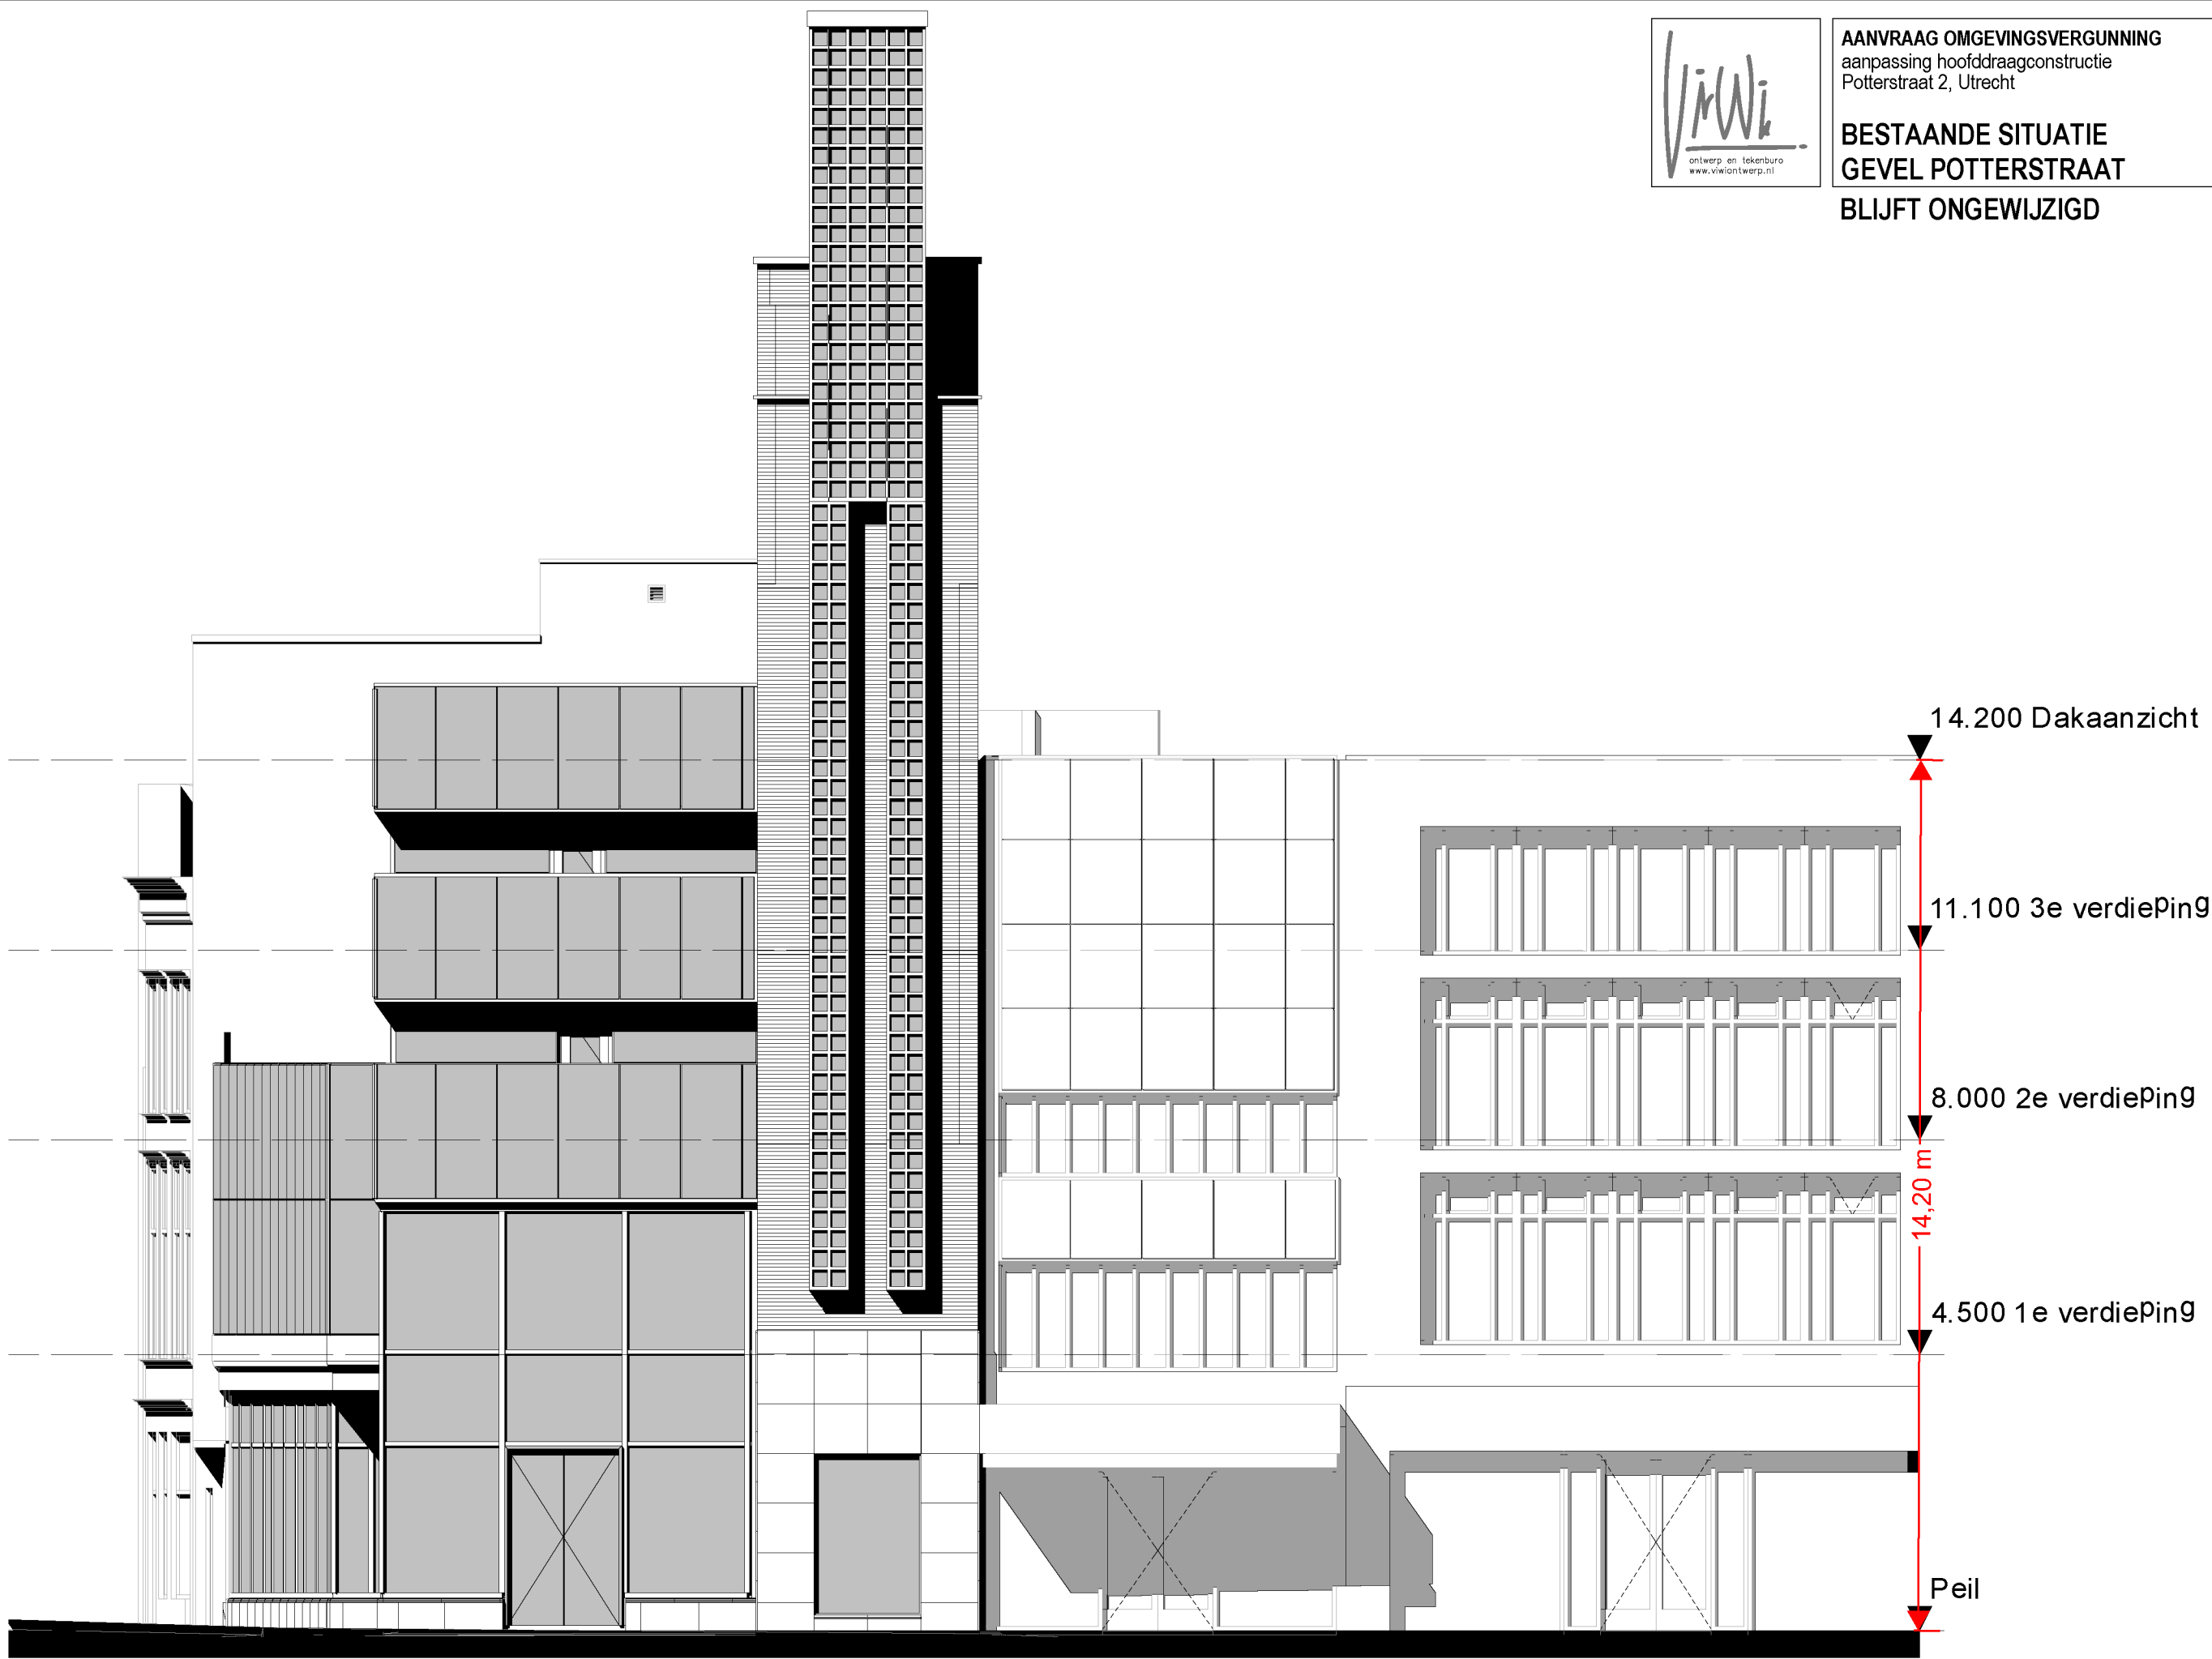 VirWi
ontwerp en tekenburo
www.viwiontwerp.nl
AANVRAAG OMGEVINGSVERGUNNING
aanpassing hoofddraagconstructie
Potterstraat 2, Utrecht
BESTAANDE SITUATIE
GEVEL POTTERSTRAAT
BLIJFT ONGEWIJZIGD
14.200 Dakaanzicht
11.100 3e verdieping
8.000 2e verdieping
14,20 m
4.500 1e verdieping
Peil